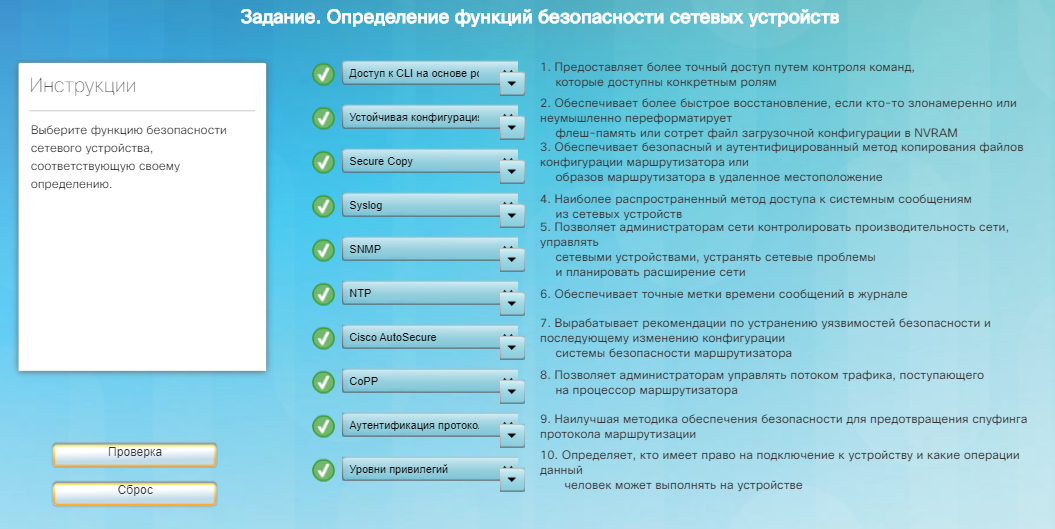 Задание. Определение функций безопасности сетевых устройств
Инструкции
Выберите функцию безопасности
сетевого устройства,
соответствующую своему
определению.
Проверка
Сброс
Доступ к CLI на основе
1. Предоставляет более точный доступ путем контроля команд,
которые доступны конкретным ролям
Устойчивая конфигурация
2. Обеспечивает более быстрое восстановление, если кто-то злонамеренно или
неумышленно переформатирует
флеш-память или сотрет файл загрузочной конфигурации в NVRAM
Secure Copy
3. Обеспечивает безопасный и аутентифицированный метод копирования файлов
конфигурации маршрутизатора или
образов маршрутизатора в удаленное местоположение
Syslog
4. Наиболее распространенный метод доступа к системным сообщениям
из сетевых устройств
SNMP
5. Позволяет администраторам сети контролировать производительность сети,
управлять
сетевыми устройствами, устранять сетевые проблемы
и планировать расширение сети
NTP
6. Обеспечивает точные метки времени сообщений в журнале
Cisco AutoSecure
7. Вырабатывает рекомендации по устранению уязвимостей безопасности и
последующему изменению конфигурации
системы безопасности маршрутизатора
CoPP
8. Позволяет администраторам управлять потоком трафика, поступающего
на процессор маршрутизатора
Аутентификация
9. Наилучшая методика обеспечения безопасности для предотвращения спуфинга
протокола маршрутизации
Уровни привилегий
10. Определяет, кто имеет право на подключение к устройству и какие операции
данный
человек может выполнять на устройстве